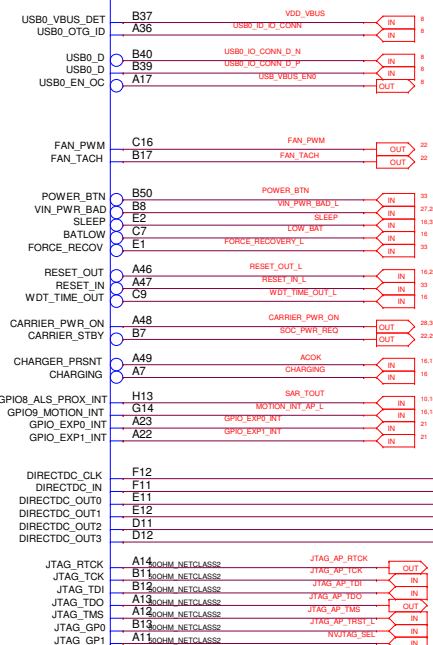 USB0_VBUS_DET B37 VDD_VBUS IN 8
USB0_OTG_ID A36 USB0_ID_IO_CONN IN 8
USB0_D B40 USB0_IO_CONN_D_N IN 8
USB0_D B39 USB0_IO_CONN_D_P IN 8
USB0_EN_OC A17 USB_VBUS_EN0 OUT 8
FAN_PWM C16 FAN_PWM OUT 22
FAN_TACH B17 FAN_TACH OUT 22
POWER_BTN B50 POWER_BTN IN 33
VIN_PWR_BAD B8 VIN_PWR_BAD_L IN 27,2
SLEEP E2 SLEEP IN 16,3
BATLOW C7 LOW_BAT IN 16
FORCE_RECOV E1 FORCE_RECOVERY_L IN 33
RESET_OUT A46 RESET_OUT_L IN 16,2
RESET_IN A47 RESET_IN_L IN 33
WDT_TIME_OUT C9 WDT_TIME_OUT_L IN 16
CARRIER_PWR_ON A48 CARRIER_PWR_ON OUT 28,3
CARRIER_STBY B7 SOC_PWR_REQ OUT 22,2
CHARGER_PRSNT A49 ACOK IN 16,1
CHARGING A7 CHARGING IN 16
GPIO8_ALS_PROX_INT H13 SAR_TOUT IN 10,1
GPIO9_MOTION_INT G14 MOTION_INT_AP_L IN 16,1
GPIO_EXP0_INT A23 GPIO_EXP0_INT IN 21
GPIO_EXP1_INT A22 GPIO_EXP1_INT IN 21
DIRECTDC_CLK F12
DIRECTDC_IN F11
DIRECTDC_OUT0 E11
DIRECTDC_OUT1 E12
DIRECTDC_OUT2 D11
DIRECTDC_OUT3 D12
JTAG_RTCK A14 50OHM_NETCLASS2 JTAG_AP_RTCK OUT
JTAG_TCK B11 50OHM_NETCLASS2 JTAG_AP_TCK IN
JTAG_TDI B12 50OHM_NETCLASS2 JTAG_AP_TDI IN
JTAG_TDO A13 50OHM_NETCLASS2 JTAG_AP_TDO OUT
JTAG_TMS A12 50OHM_NETCLASS2 JTAG_AP_TMS IN
JTAG_GP0 B13 50OHM_NETCLASS2 JTAG_AP_TRST_L IN
JTAG_GP1 A11 50OHM_NETCLASS2 NVJTAG_SEL IN